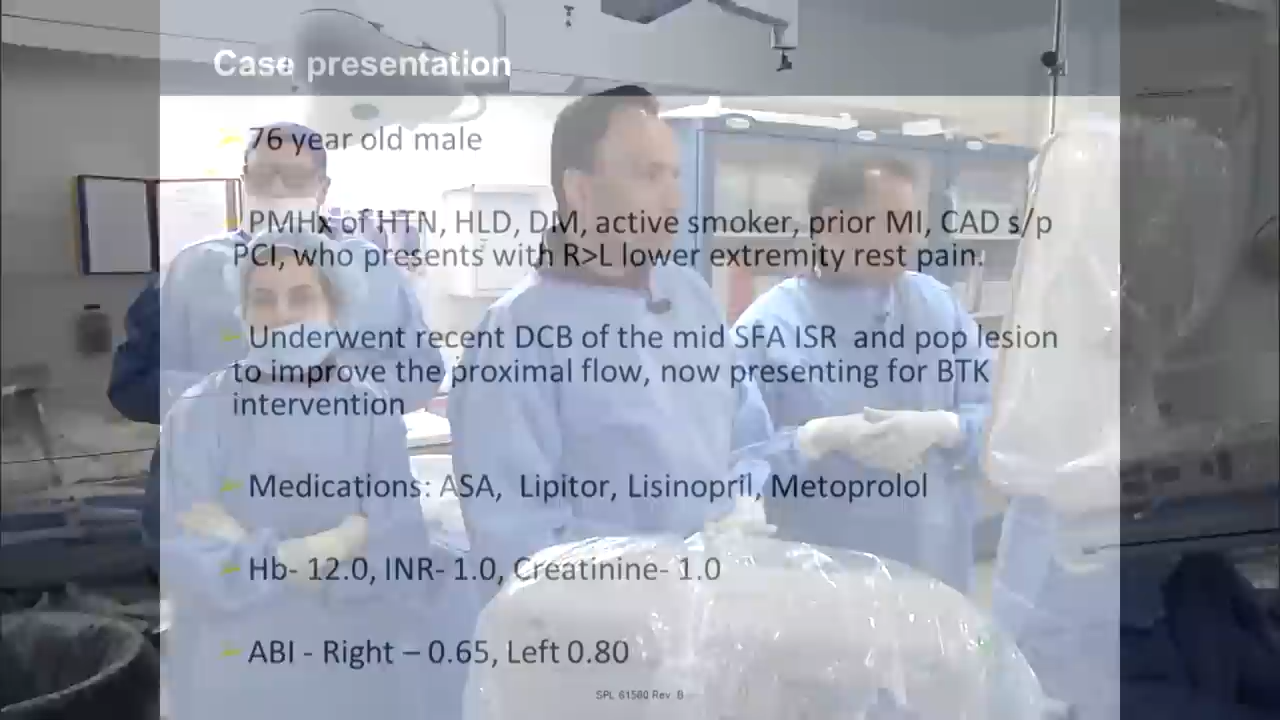 Case presentation
76 year old male
PMHx of HTN, HLD, DM, active smoker, prior MI, CAD s/p
PCI, who presents with R>L lower extremity rest pain.
Underwent recent DCB of the mid SFA ISR and pop lesion
to improve the proximal flow, now presenting for BTK
intervention
Medications: ASA, Lipitor, Lisinopril, Metoprolol
Hb- 12.0, INR- 1.0, Creatinine- 1.0
ABI - Right – 0.65, Left 0.80
SPL 61580 Rev. B